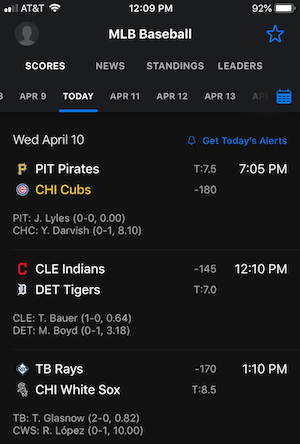 AT&T 12:09 PM 92%
MLB Baseball
SCORES NEWS STANDINGS LEADERS
APR 9 TODAY APR 11 APR 12 APR 13
Wed April 10 Get Today's Alerts
PIT Pirates T:7.5 7:05 PM
CHI Cubs -180
PIT: J. Lyles (0-0, 0.00)
CHC: Y. Darvish (0-1, 8.10)
CLE Indians -145 12:10 PM
DET Tigers T:7.0
CLE: T. Bauer (1-0, 0.64)
DET: M. Boyd (0-1, 3.18)
TB Rays -170 1:10 PM
CHI White Sox T:8.5
TB: T. Glasnow (2-0, 0.82)
CWS: R. López (0-1, 10.00)